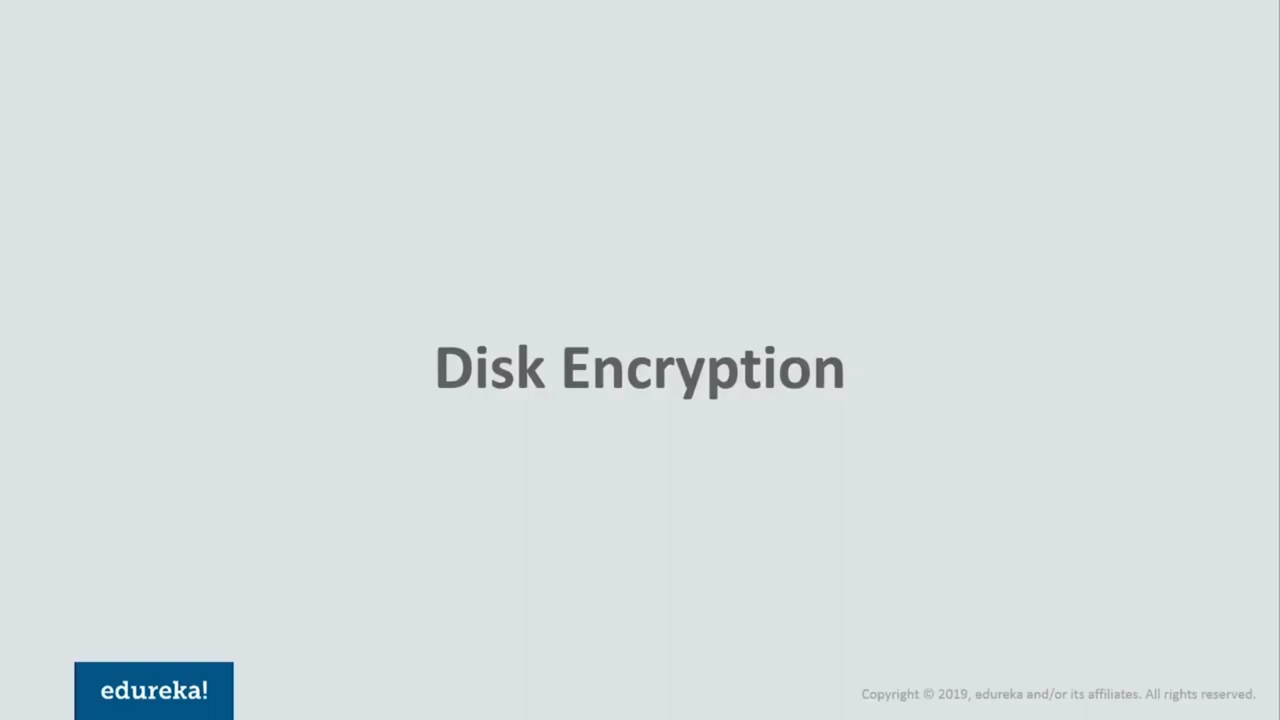 Disk Encryption
edureka!
Copyright © 2019, edureka and/or its affiliates. All rights reserved.